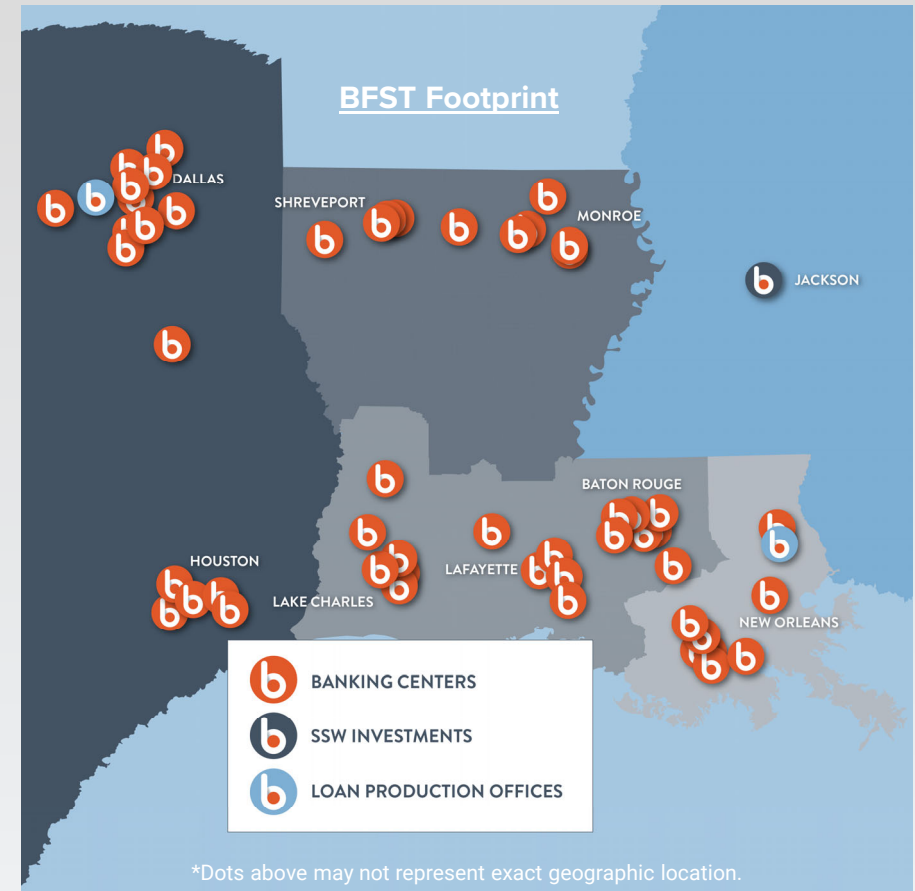 BFST Footprint
DALLAS
SHREVEPORT
MONROE
JACKSON
BATON ROUGE
HOUSTON
LAFAYETTE
LAKE CHARLES
NEW ORLEANS
BANKING CENTERS
SSW INVESTMENTS
LOAN PRODUCTION OFFICES
*Dots above may not represent exact geographic location.